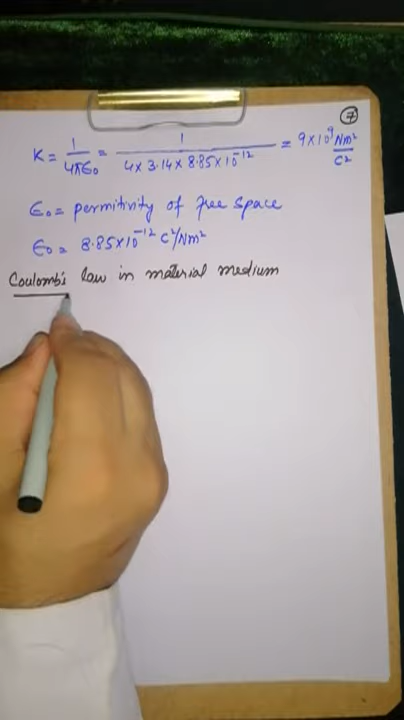 7
K = 1/4πε₀ = 1/4 × 3.14 × 8.85 × 10⁻¹² = 9 × 10⁹ Nm²/C²
ε₀ = permitivity of free space
ε₀ = 8.85 × 10⁻¹² C²/Nm²
Coulomb's law in material medium